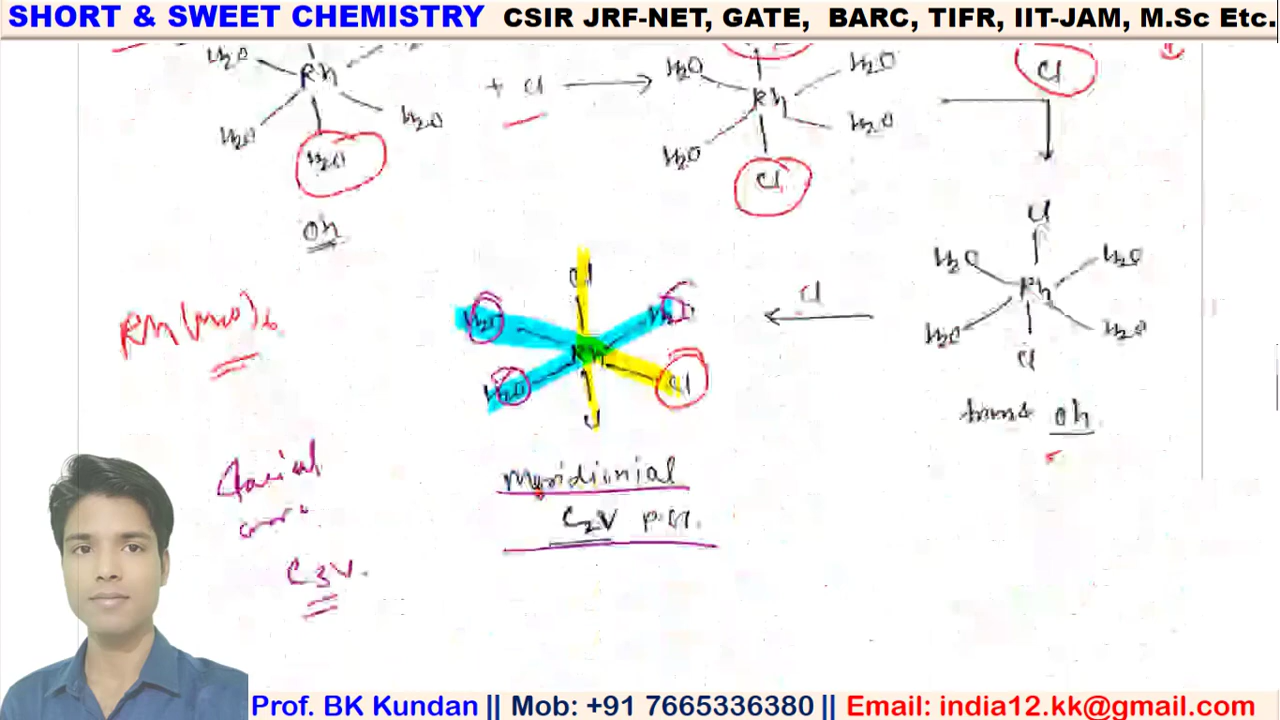 SHORT & SWEET CHEMISTRY CSIR JRF-NET, GATE, BARC, TIFR, IIT-JAM, M.Sc Etc.
H2O Rh H2O H2O H2O
Oh
+ Cl
H2O H2O Rh H2O H2O Cl
Cl
Cl H2O H2O Rh H2O H2O Cl
trans Oh
Cl
Cl H2O H2O Rh H2O Cl Cl
Rh(H2O)6
Meridiinial
C2V P.G.
facial
C3V.
Prof. BK Kundan || Mob: +91 7665336380 || Email: india12.kk@gmail.com